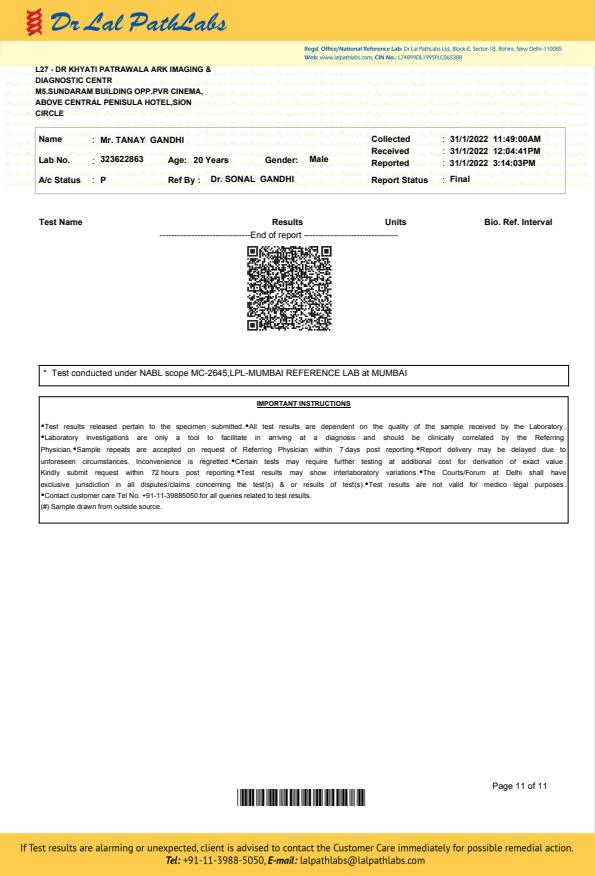 Dr Lal PathLabs
Regd. Office/National Reference Lab: Dr Lal PathLabs Ltd, Block-E, Sector-18, Rohini, New Delhi-110085
Web: www.lalpathlabs.com, CIN No.: L74899DL1995PLC065388
L27 - DR KHYATI PATRAWALA ARK IMAGING &
DIAGNOSTIC CENTR
M5.SUNDARAM BUILDING OPP.PVR CINEMA,
ABOVE CENTRAL PENISULA HOTEL,SION
CIRCLE
Name : Mr. TANAY GANDHI Collected : 31/1/2022 11:49:00AM
Received : 31/1/2022 12:04:41PM
Lab No. : 323622863 Age: 20 Years Gender: Male Reported : 31/1/2022 3:14:03PM
A/c Status : P Ref By : Dr. SONAL GANDHI Report Status : Final
Test Name Results Units Bio. Ref. Interval
-------------------------------End of report --------------------------------
* Test conducted under NABL scope MC-2645,LPL-MUMBAI REFERENCE LAB at MUMBAI
IMPORTANT INSTRUCTIONS
•Test results released pertain to the specimen submitted.•All test results are dependent on the quality of the sample received by the Laboratory .
•Laboratory investigations are only a tool to facilitate in arriving at a diagnosis and should be clinically correlated by the Referring
Physician.•Sample repeats are accepted on request of Referring Physician within 7 days post reporting.•Report delivery may be delayed due to
unforeseen circumstances. Inconvenience is regretted.•Certain tests may require further testing at additional cost for derivation of exact value .
Kindly submit request within 72 hours post reporting.•Test results may show interlaboratory variations.•The Courts/Forum at Delhi shall have
exclusive jurisdiction in all disputes/claims concerning the test(s) & or results of test(s).•Test results are not valid for medico legal purposes.
•Contact customer care Tel No. +91-11-39885050 for all queries related to test results.
(#) Sample drawn from outside source.
Page 11 of 11
If Test results are alarming or unexpected, client is advised to contact the Customer Care immediately for possible remedial action.
Tel: +91-11-3988-5050, E-mail: lalpathlabs@lalpathlabs.com